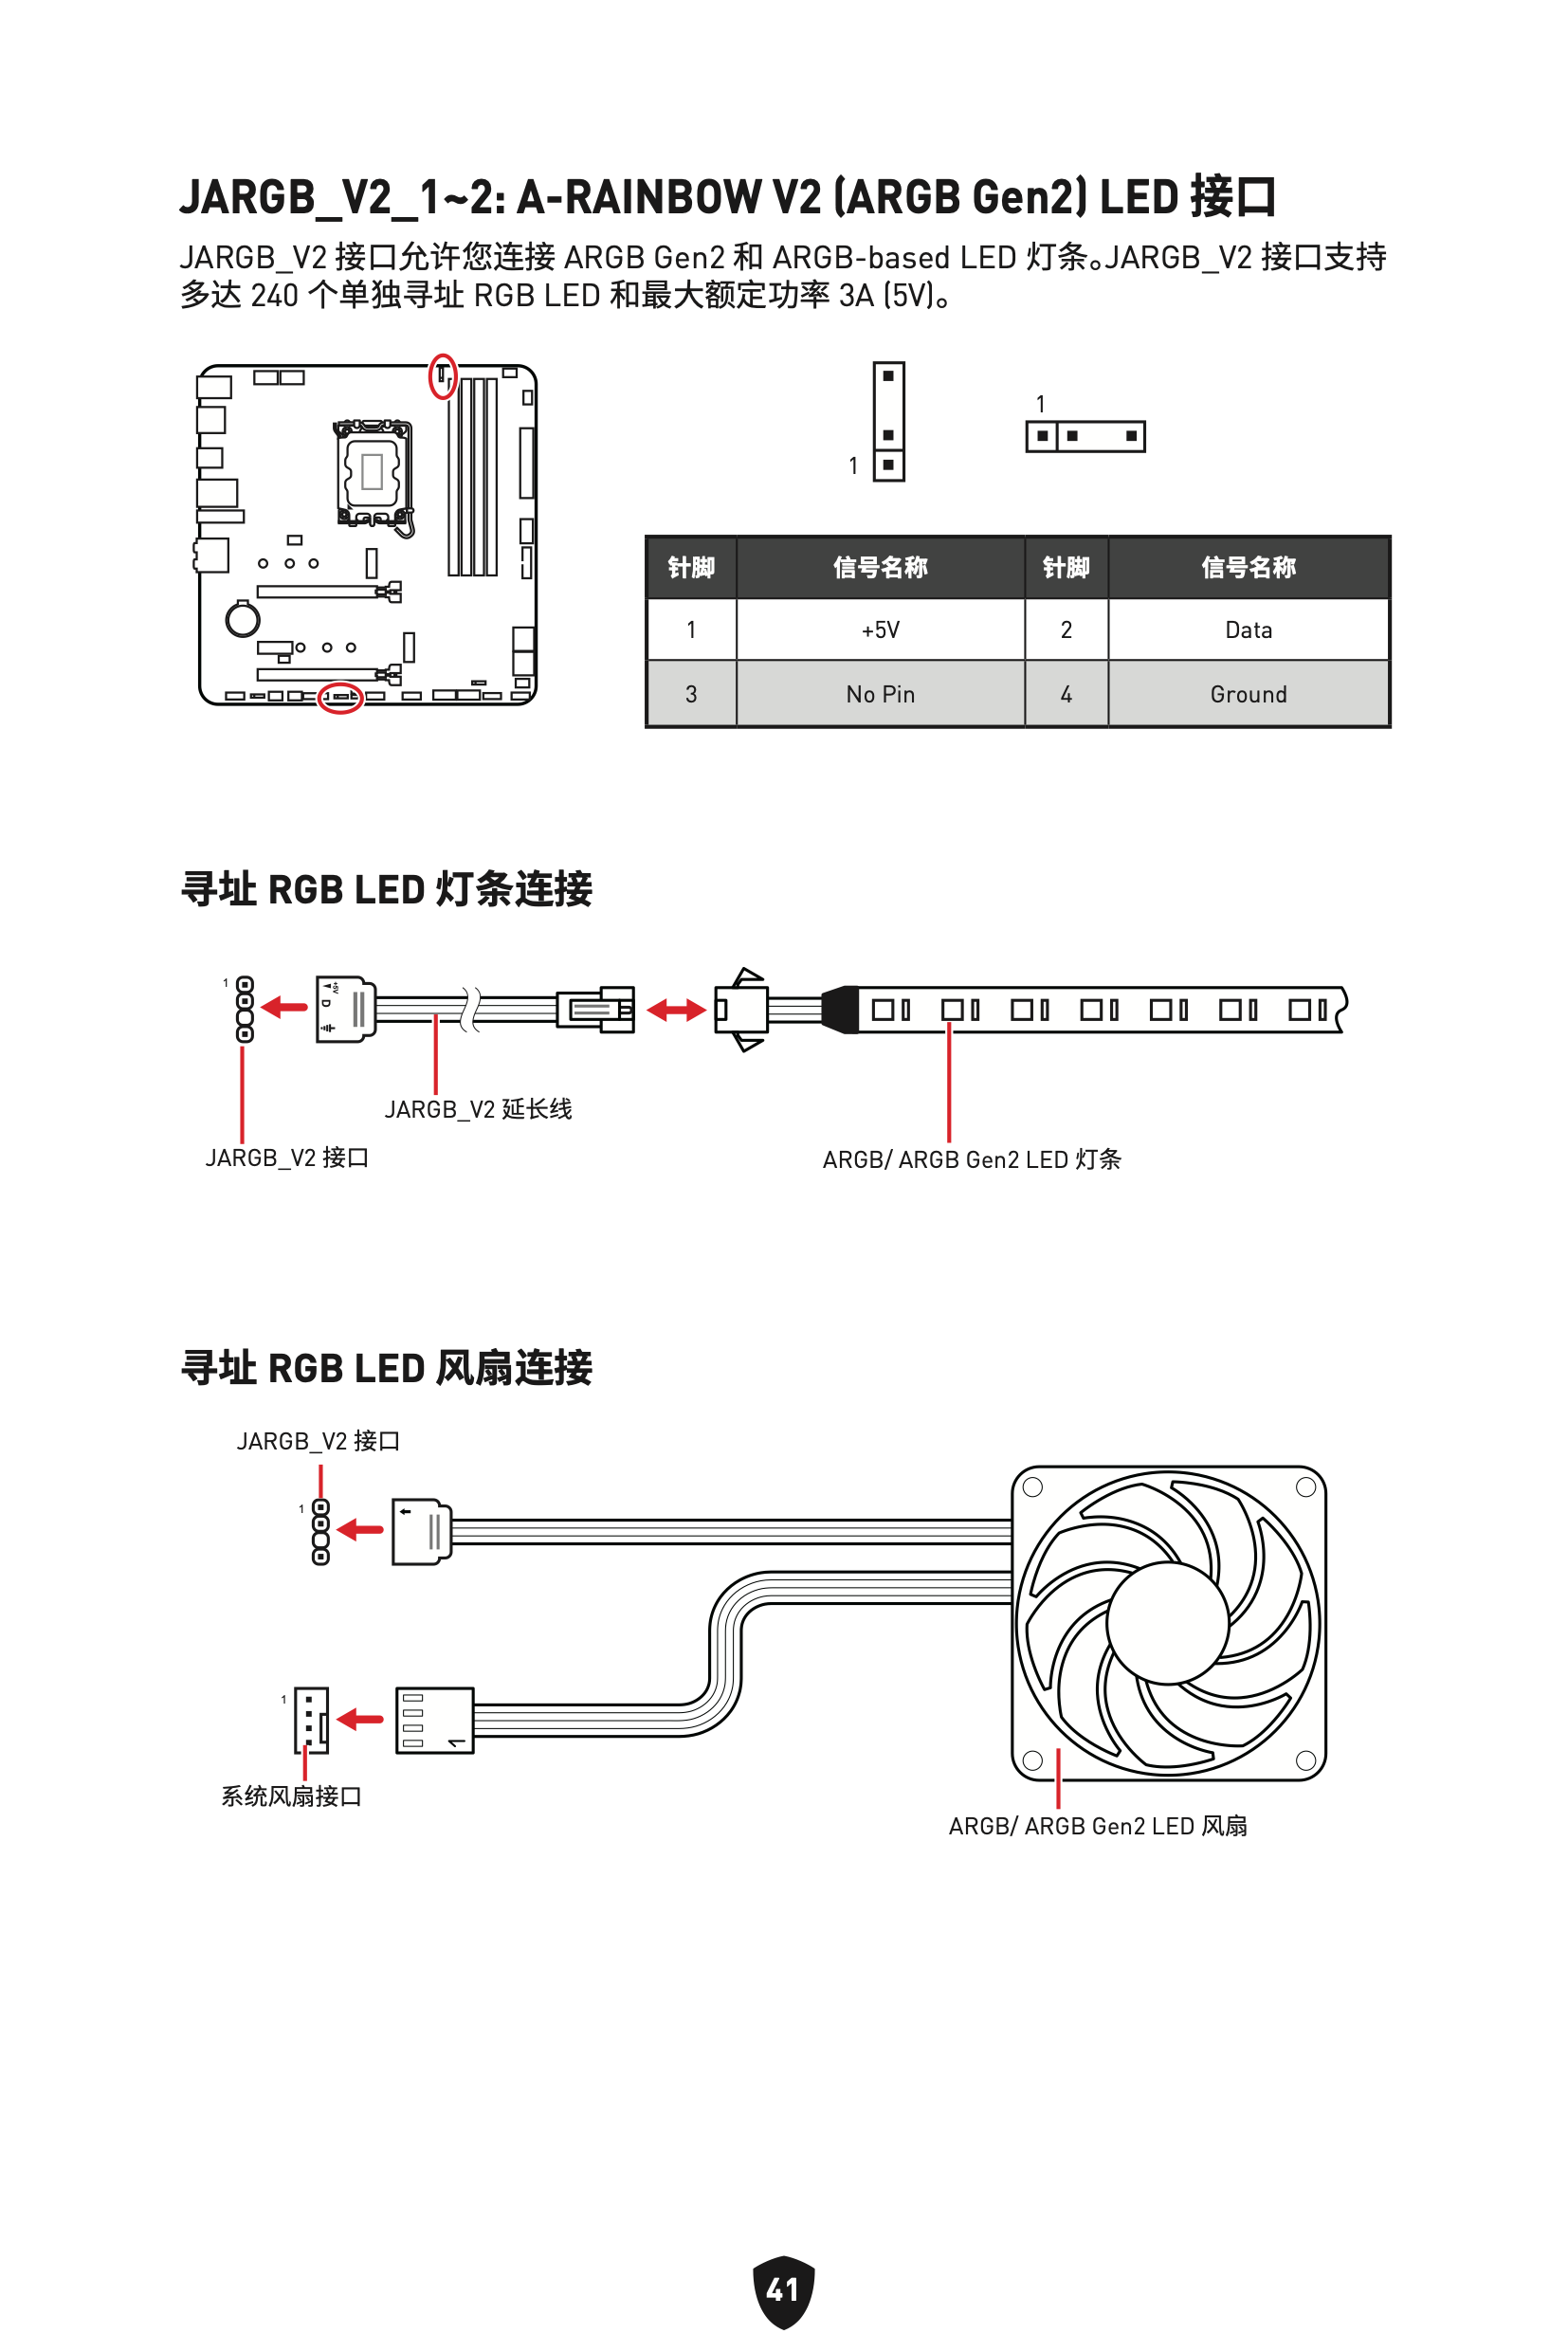 JARGB_V2_1~2: A-RAINBOW V2 (ARGB Gen2) LED 接口
JARGB_V2 接口允许您连接 ARGB Gen2 和 ARGB-based LED 灯条。JARGB_V2 接口支持
多达 240 个单独寻址 RGB LED 和最大额定功率 3A (5V)。
1
1
针脚 信号名称 针脚 信号名称
1 +5V 2 Data
3 No Pin 4 Ground
寻址 RGB LED 灯条连接
1
+5V
D
JARGB_V2 延长线
JARGB_V2 接口
ARGB/ ARGB Gen2 LED 灯条
寻址 RGB LED 风扇连接
JARGB_V2 接口
1
1
1
系统风扇接口
ARGB/ ARGB Gen2 LED 风扇
41